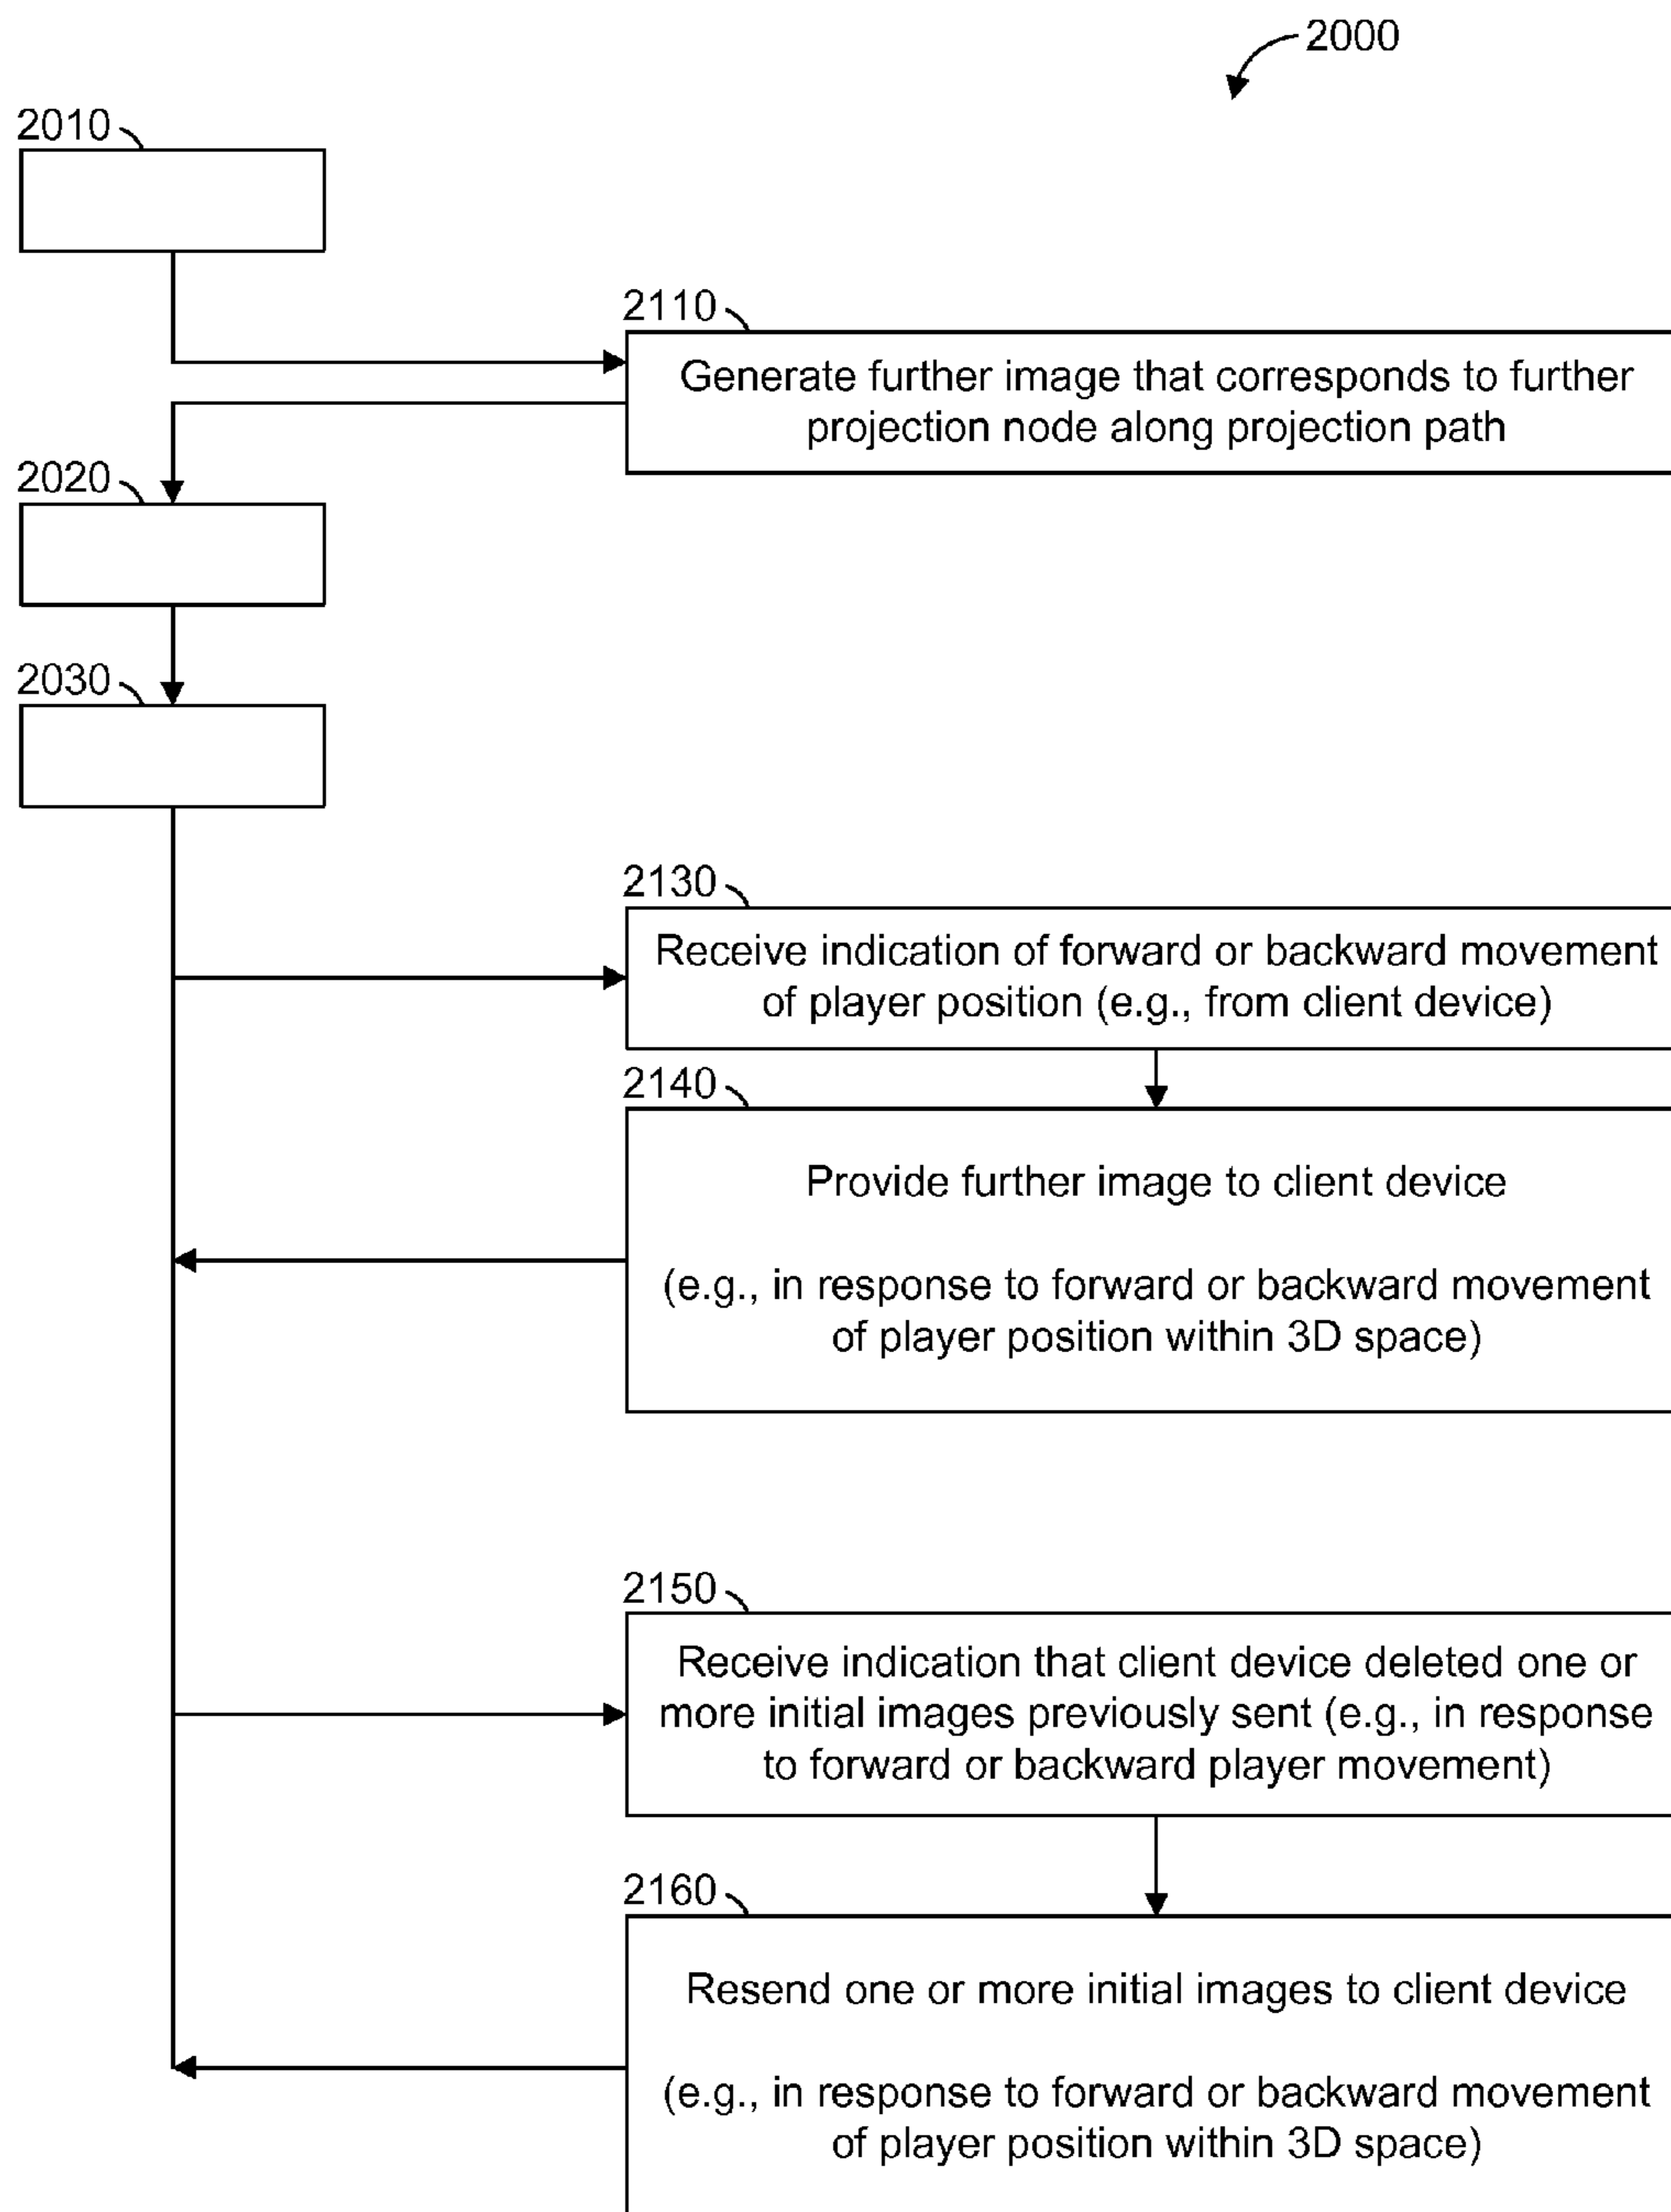 2000
2010
2110
Generate further image that corresponds to further
projection node along projection path
2020
2030
2130
Receive indication of forward or backward movement
of player position (e.g., from client device)
2140
Provide further image to client device
(e.g., in response to forward or backward movement
of player position within 3D space)
2150
Receive indication that client device deleted one or
more initial images previously sent (e.g., in response
to forward or backward player movement)
2160
Resend one or more initial images to client device
(e.g., in response to forward or backward movement
of player position within 3D space)